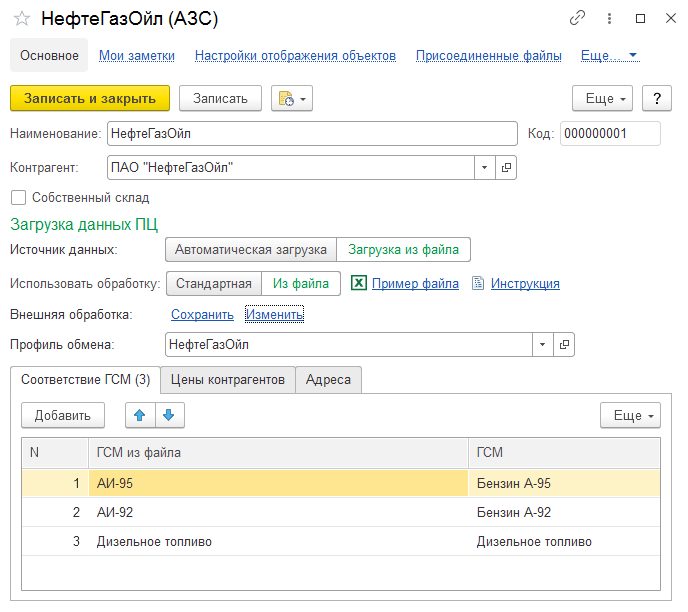 НефтеГазОйл (АЗС)
Основное Мои заметки Настройки отображения объектов Присоединенные файлы Еще...
Записать и закрыть Записать Еще ?
Наименование: НефтеГазОйл Код: 000000001
Контрагент: ПАО "НефтеГазОйл"
Собственный склад
Загрузка данных ПЦ
Источник данных: Автоматическая загрузка Загрузка из файла
Использовать обработку: Стандартная Из файла Пример файла Инструкция
Внешняя обработка: Сохранить Изменить
Профиль обмена: НефтеГазОйл
Соответствие ГСМ (3) Цены контрагентов Адреса
Добавить Еще
N ГСМ из файла ГСМ
1 АИ-95 Бензин А-95
2 АИ-92 Бензин А-92
3 Дизельное топливо Дизельное топливо